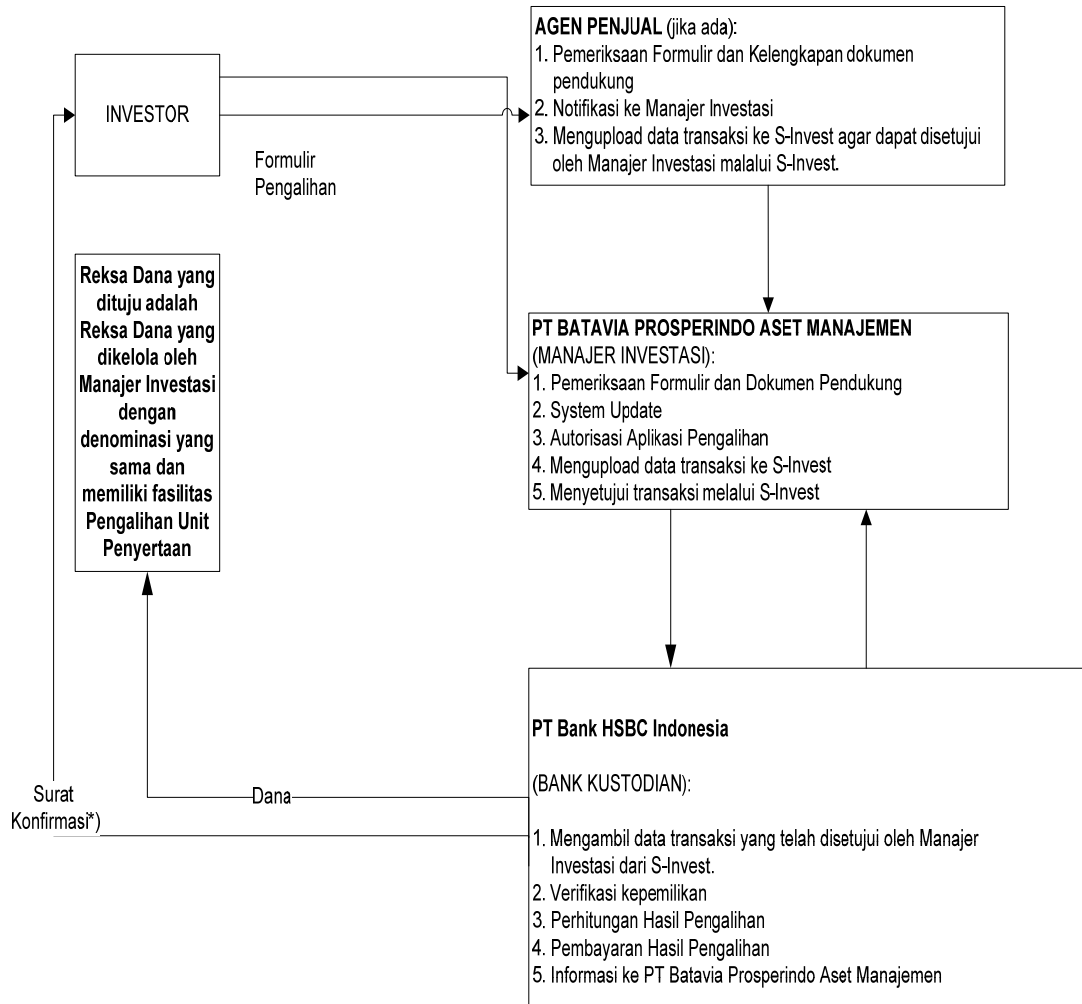 AGEN PENJUAL (jika ada):
1. Pemeriksaan Formulir dan Kelengkapan dokumen
pendukung
2. Notifikasi ke Manajer Investasi
3. Mengupload data transaksi ke S-Invest agar dapat disetujui
oleh Manajer Investasi malalui S-Invest.
INVESTOR
Formulir
Pengalihan
Reksa Dana yang
dituju adalah
Reksa Dana yang
dikelola oleh
Manajer Investasi
dengan
denominasi yang
sama dan
memiliki fasilitas
Pengalihan Unit
Penyertaan
PT BATAVIA PROSPERINDO ASET MANAJEMEN
(MANAJER INVESTASI):
1. Pemeriksaan Formulir dan Dokumen Pendukung
2. System Update
3. Autorisasi Aplikasi Pengalihan
4. Mengupload data transaksi ke S-Invest
5. Menyetujui transaksi melalui S-Invest
Surat
Konfirmasi*)
Dana
PT Bank HSBC Indonesia
(BANK KUSTODIAN):
1. Mengambil data transaksi yang telah disetujui oleh Manajer
Investasi dari S-Invest.
2. Verifikasi kepemilikan
3. Perhitungan Hasil Pengalihan
4. Pembayaran Hasil Pengalihan
5. Informasi ke PT Batavia Prosperindo Aset Manajemen